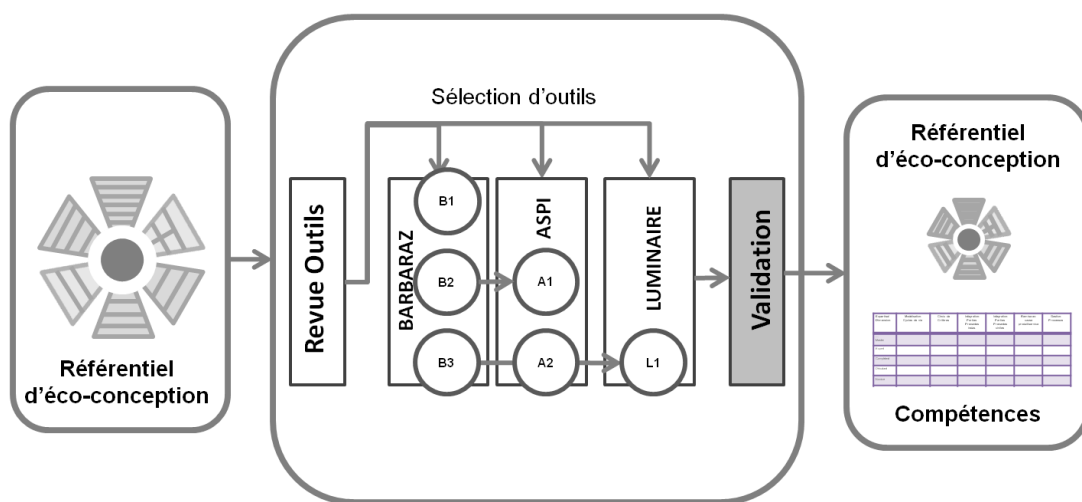 Référentiel
d'éco-conception
Sélection d'outils
Revue Outils
BARBARAZ
B1
B2
B3
ASPI
A1
A2
LUMINAIRE
L1
Validation
Référentiel
d'éco-conception
Compétences